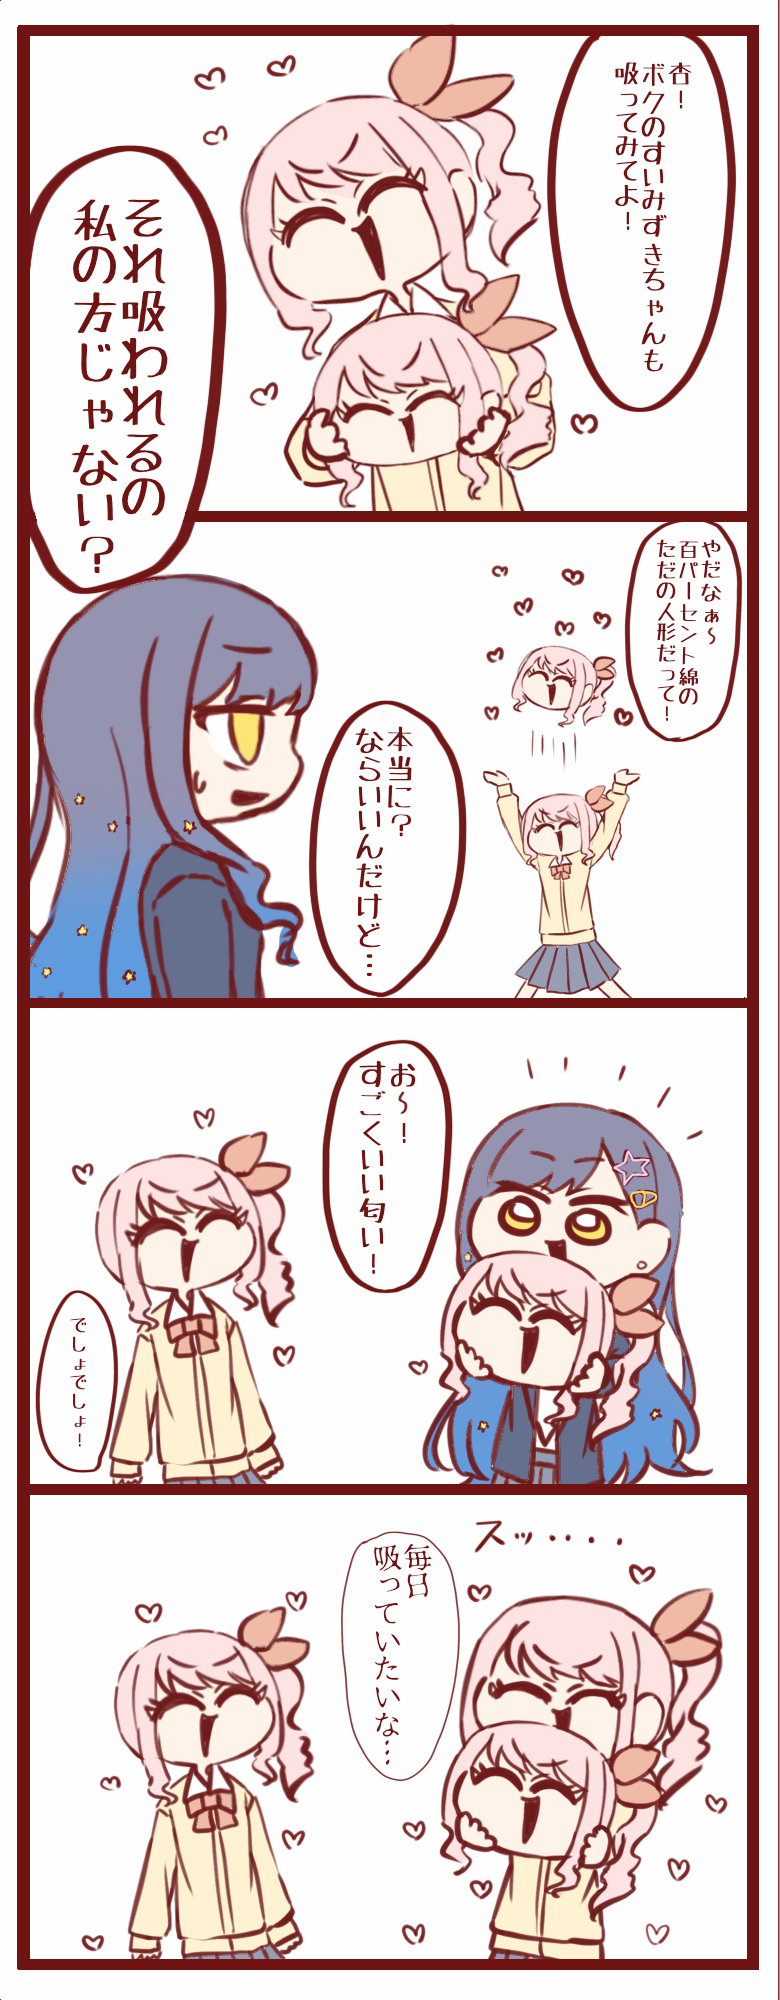 杏！
ボクのすいみずきちゃんも
吸ってみてよ！
それ吸われるの
私の方じゃない？
やだなぁ～
百パーセント綿の
ただの人形だって！
本当に？
ならいいんだけど…
お～！
すごくいい匂い！
でしょでしょ！
スッ‥‥
毎日
吸っていたいな…